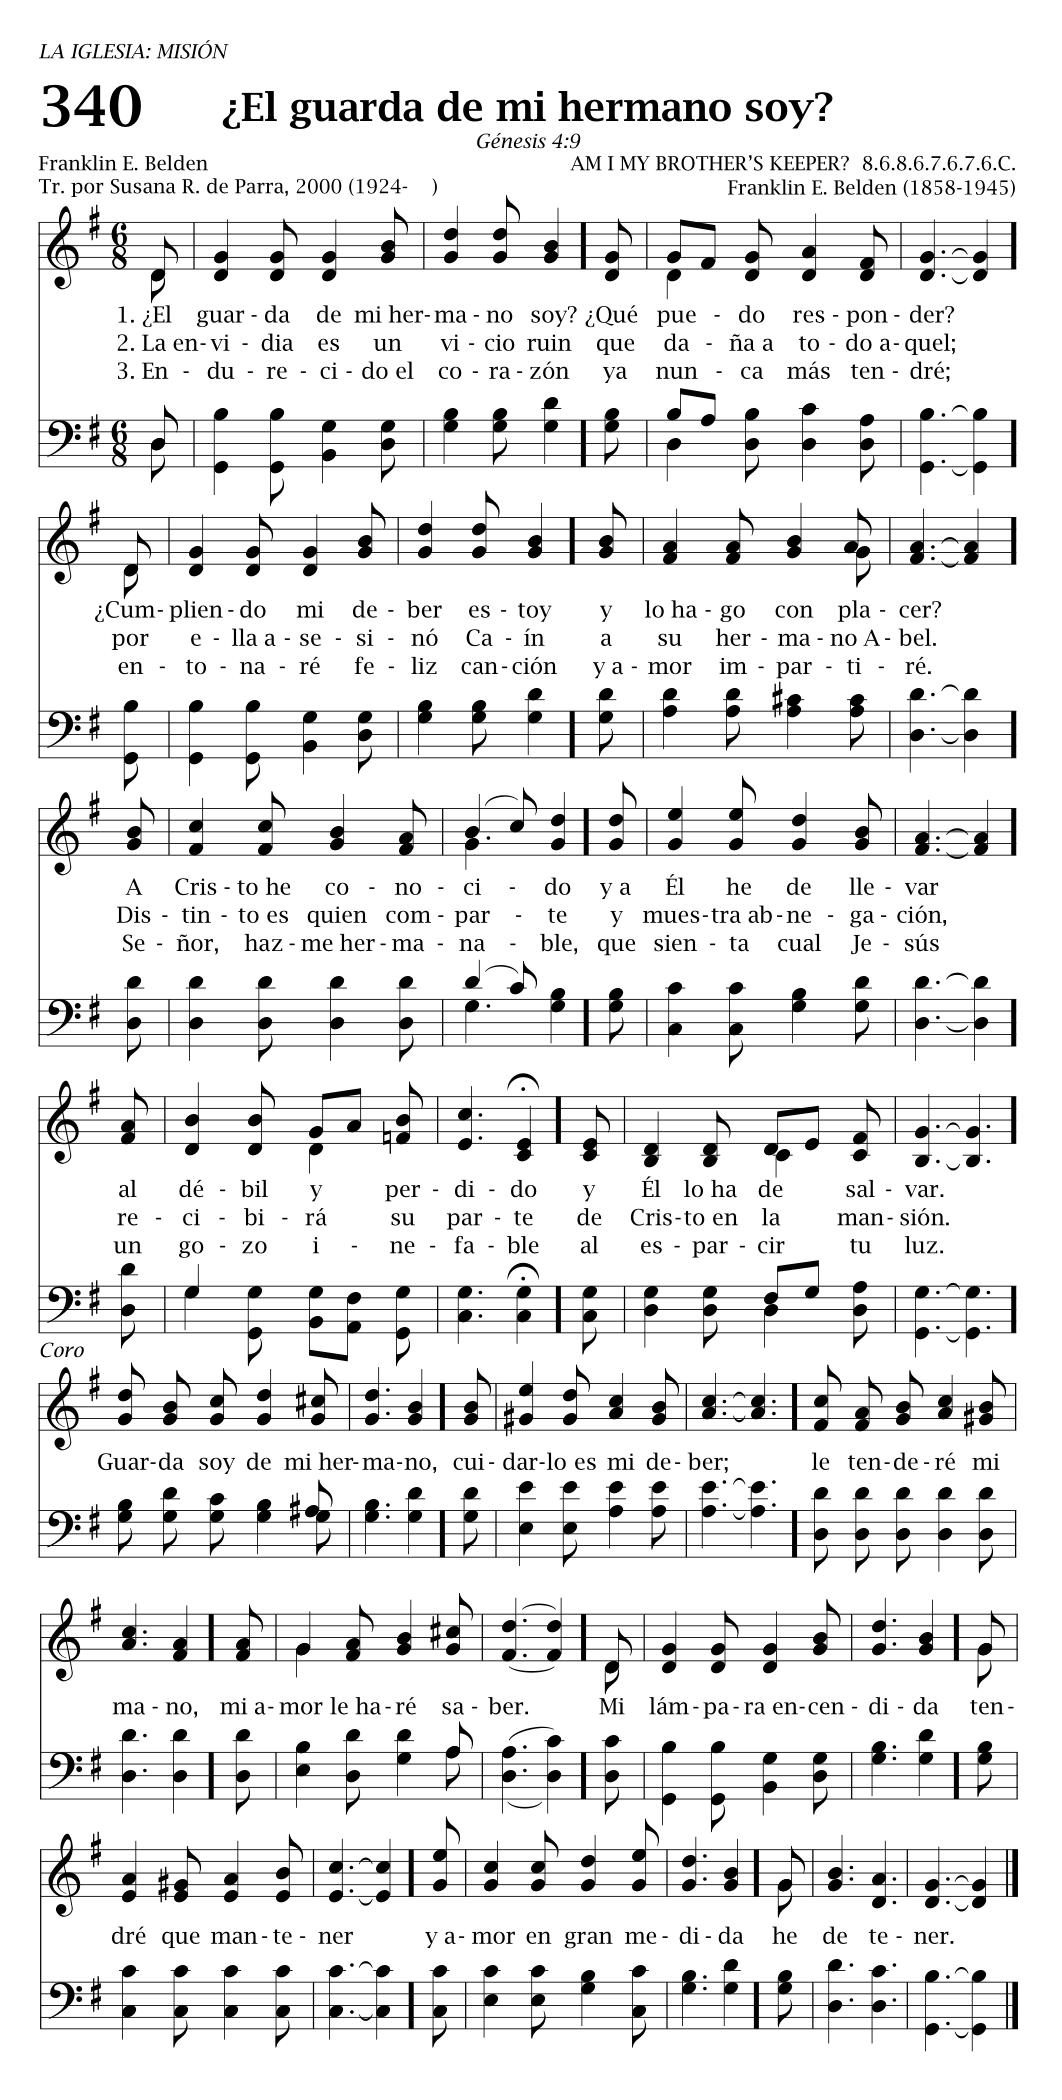 LA IGLESIA: MISIÓN
340 ¿El guarda de mi hermano soy?
Génesis 4:9
Franklin E. Belden AM I MY BROTHER'S KEEPER? 8.6.8.6.7.6.7.6.C.
Tr. por Susana R. de Parra, 2000 (1924- ) Franklin E. Belden (1858-1945)
6 8
1. ¿El guar - da de mi her - ma - no soy? ¿Qué pue - do res - pon - der?
2. La en - vi - dia es un vi - cio ruin que da - ña a to - do a - quel;
3. En - du - re - ci - do el co - ra - zón ya nun - ca más ten - dré;
6 8
¿Cum - plien - do mi de - ber es - toy y lo ha - go con pla - cer?
por e - lla a - se - si - nó Ca - ín a su her - ma - no A - bel.
en - to - na - ré fe - liz can - ción y a - mor im - par - ti - ré.
A Cris - to he co - no - ci - do y a Él he de lle - var
Dis - tin - to es quien com - par - te y mues - tra ab - ne - ga - ción,
Se - ñor, haz - me her - ma - na - ble, que sien - ta cual Je - sús
al dé - bil y per - di - do y Él lo ha de sal - var.
re - ci - bi - rá su par - te de Cris - to en la man - sión.
un go - zo i - ne - fa - ble al es - par - cir tu luz.
Coro
Guar - da soy de mi her - ma - no, cui - dar - lo es mi de - ber; le ten - de - ré mi
ma - no, mi a - mor le ha - ré sa - ber. Mi lám - pa - ra en - cen - di - da ten -
dré que man - te - ner y a - mor en gran me - di - da he de te - ner.